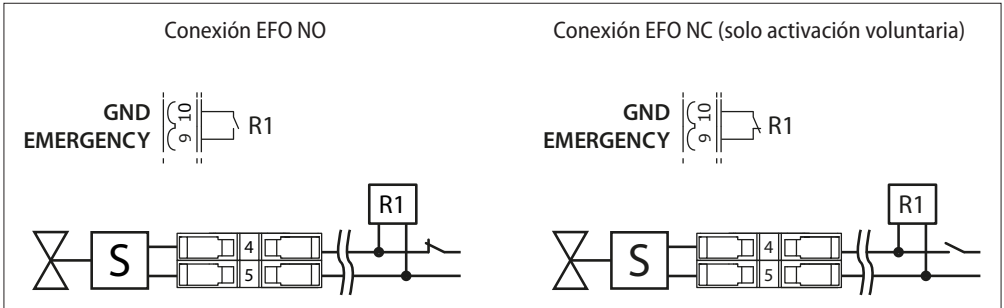 Conexión EFO NO
GND
EMERGENCY
10
9
R1
R1
S
4
5
Conexión EFO NC (solo activación voluntaria)
GND
EMERGENCY
10
9
R1
R1
S
4
5